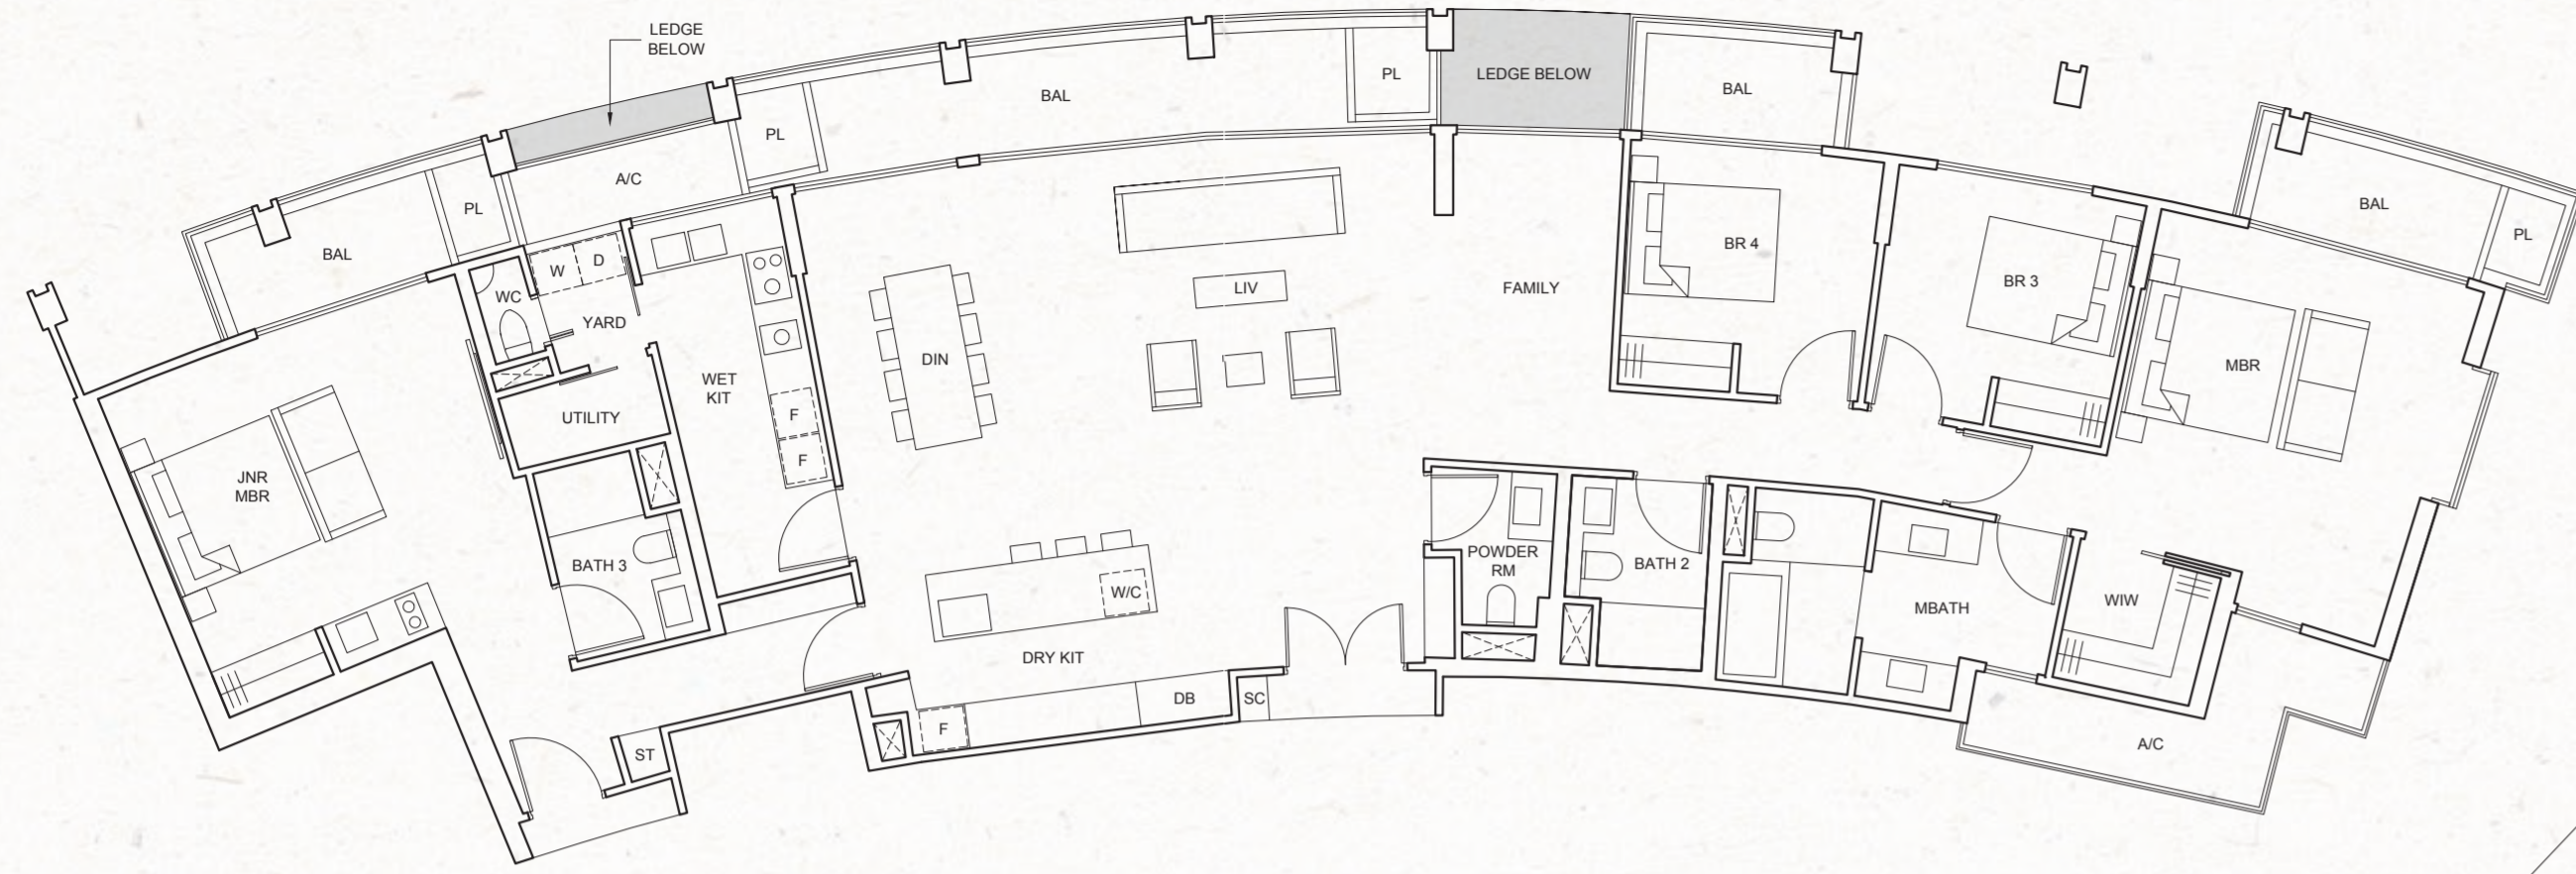 LEDGE
BELOW
PL
LEDGE BELOW
BAL
BAL
PL
A/C
BAL
PL
BAL
BAL
PL
W
D
WC
YARD
BR 4
BR 3
LIV
FAMILY
DIN
MBR
WET
KIT
F
F
UTILITY
JNR
MBR
BATH 3
POWDER
RM
BATH 2
W/C
MBATH
WIW
DRY KIT
DB
SC
F
ST
A/C